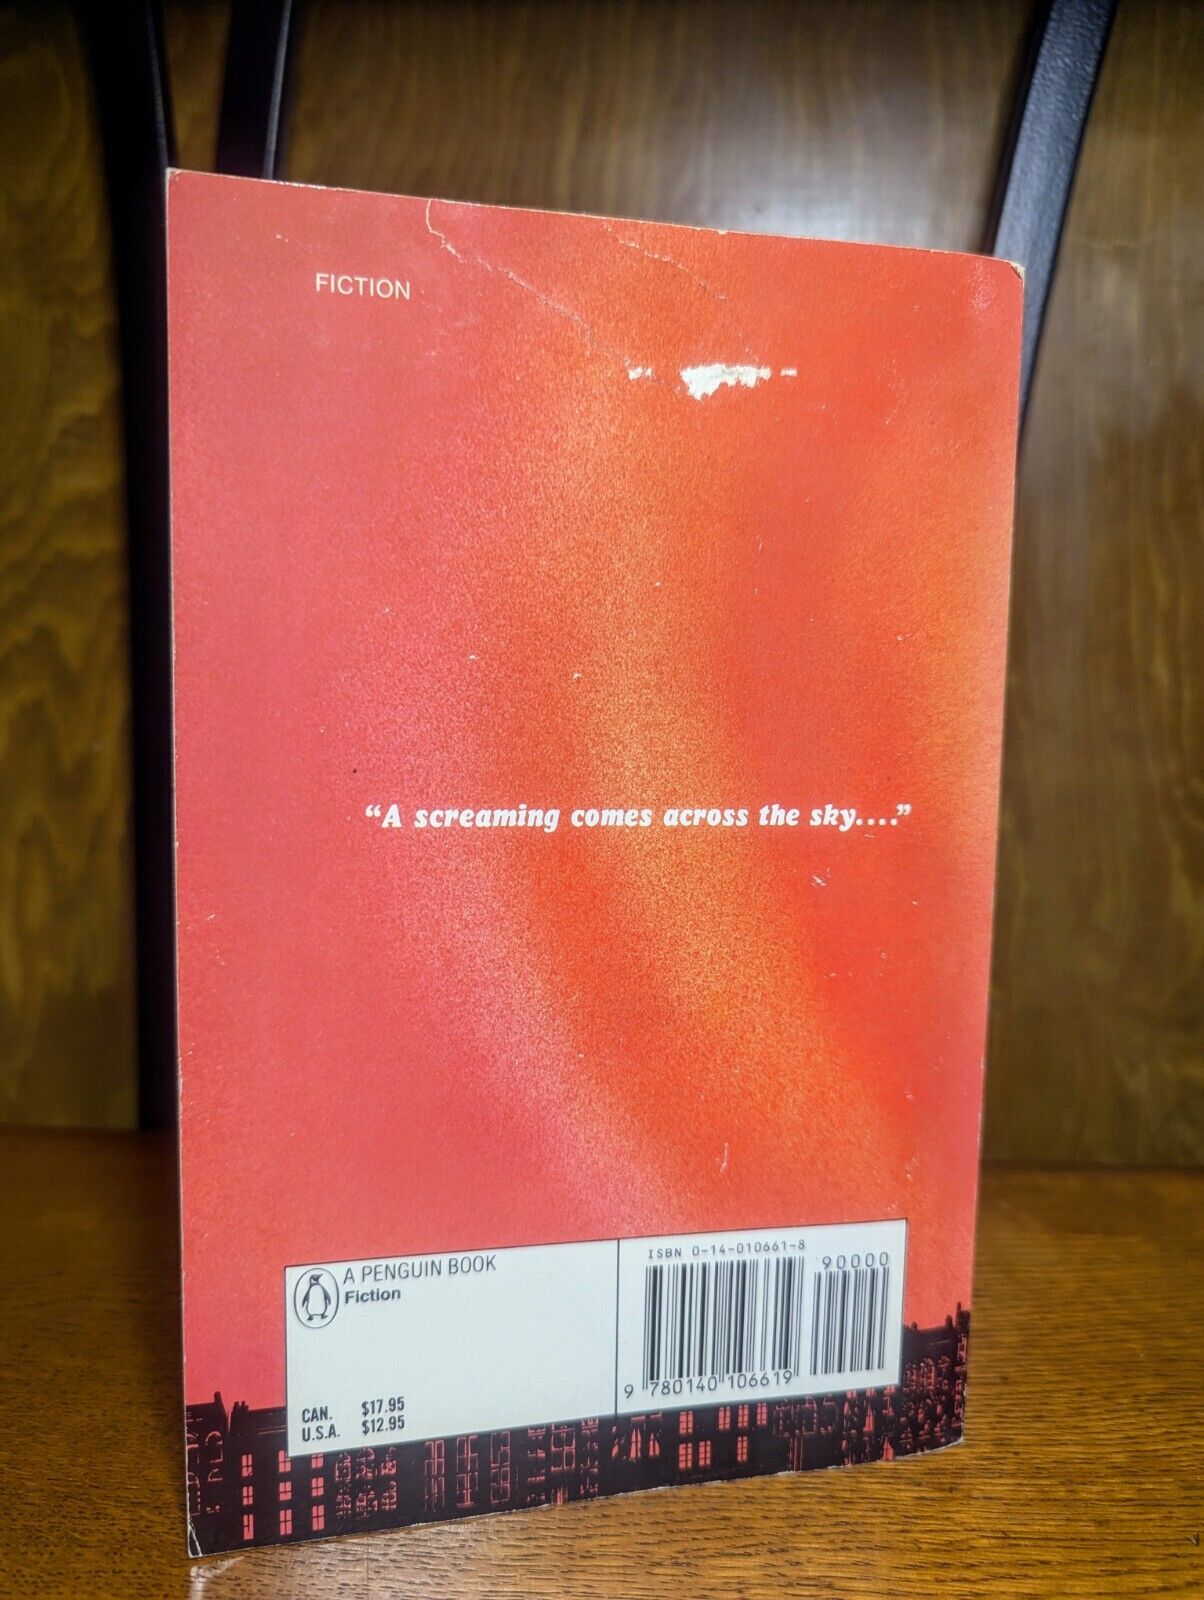 FICTION
“A screaming comes across the sky....”
A PENGUIN BOOK
Fiction
CAN. $17.95
U.S.A. $12.95
ISBN 0-14-010661-8
90000
9 780140 106619